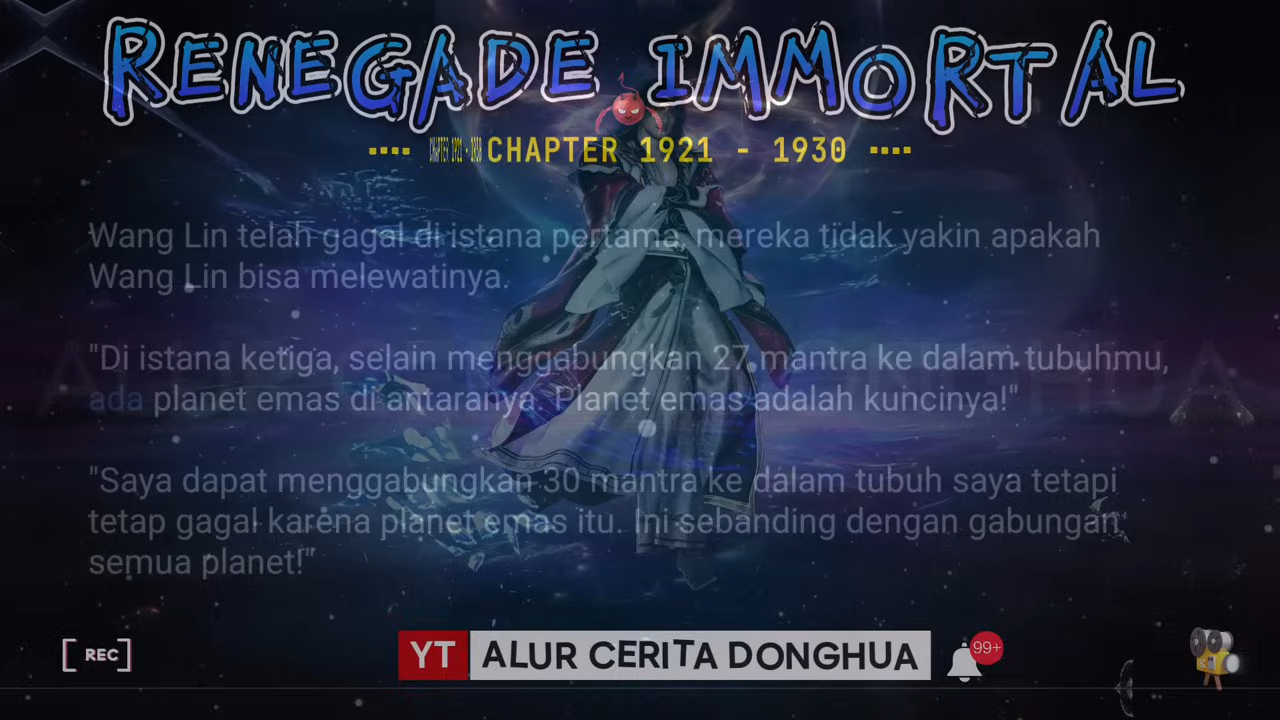 RENEGADE IMMORTAL
CHAPTER 1921 - 1930
Wang Lin telah gagal di istana pertama, mereka tidak yakin apakah
Wang Lin bisa melewatinya.
"Di istana ketiga, selain menggabungkan 27 mantra ke dalam tubuhmu,
ada planet emas di antaranya. Planet emas adalah kuncinya!"
"Saya dapat menggabungkan 30 mantra ke dalam tubuh saya tetapi
tetap gagal karena planet emas itu. Ini sebanding dengan gabungan
semua planet!"'
REC
YT ALUR CERITA DONGHUA
99+